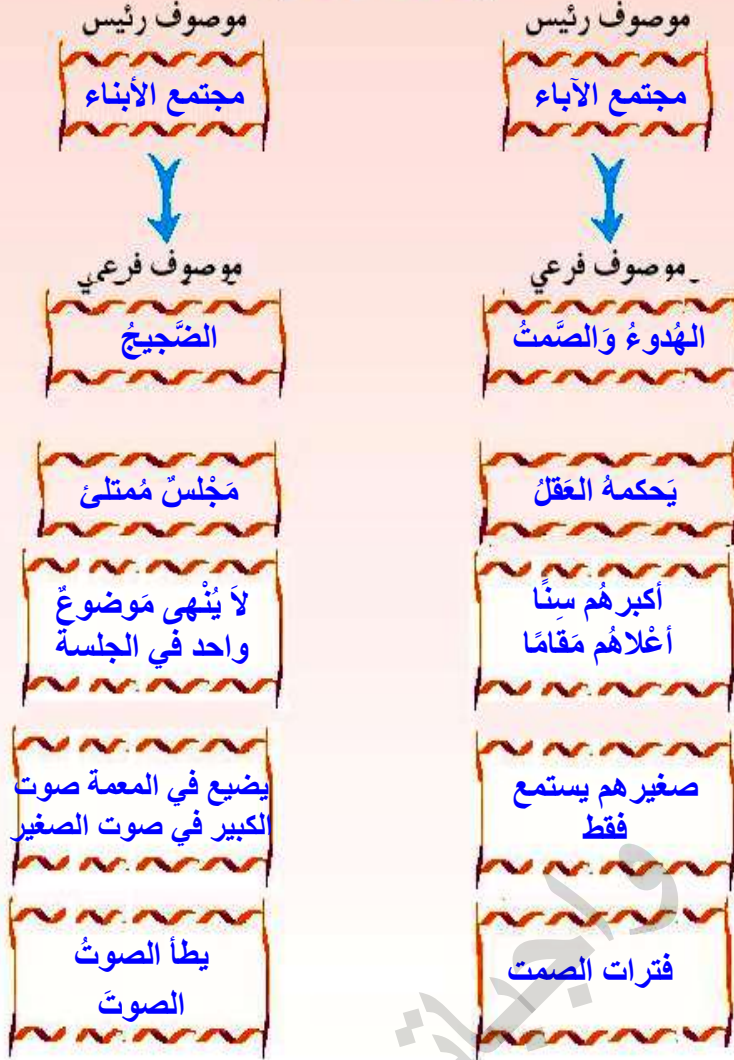 موصوف رئيس
موصوف رئيس
مجتمع الآباء
مجتمع الأبناء
موصوف فرعي
موصوف فرعي
الهُدوءُ وَالصَّمتُ
الضَّجيجُ
يَحكمهُ العَقلُ
مَجْلسٌ مُمتلئ
أكبرهُم سِنًا
أعْلاهُم مَقَامًا
لاَ يُنْهى مَوضوعٌ
واحد في الجلسة
صغيرهم يستمع
فقط
يضيع في المعمة صوت
الكبير في صوت الصغير
فترات الصمت
يطأ الصوتُ
الصوتَ